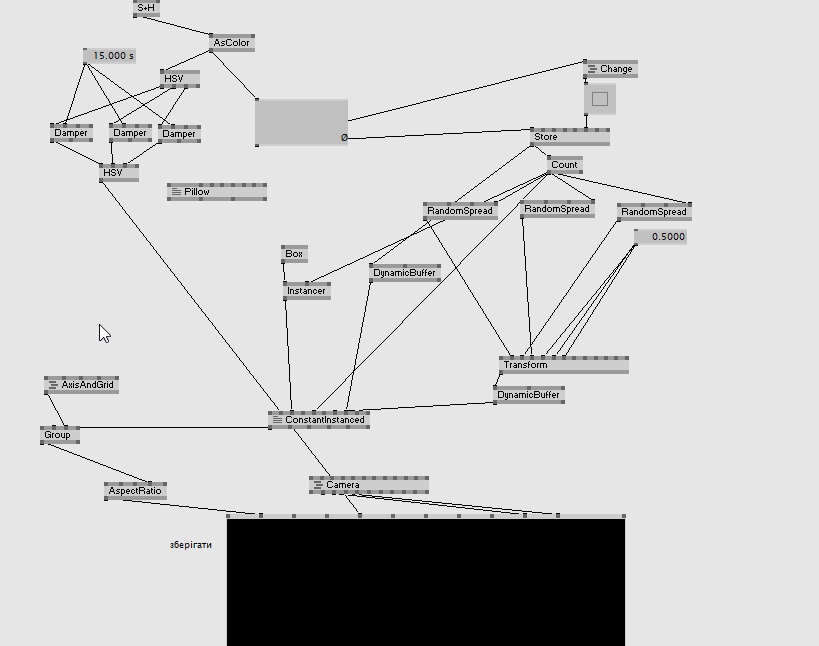 S+H
AsColor
15.000 s
HSV
Change
Damper
Damper
Damper
Ø
Store
HSV
Count
Pillow
RandomSpread
RandomSpread
RandomSpread
0.5000
Box
DynamicBuffer
Instancer
Transform
AxisAndGrid
DynamicBuffer
ConstantInstanced
Group
Camera
AspectRatio
зберігати